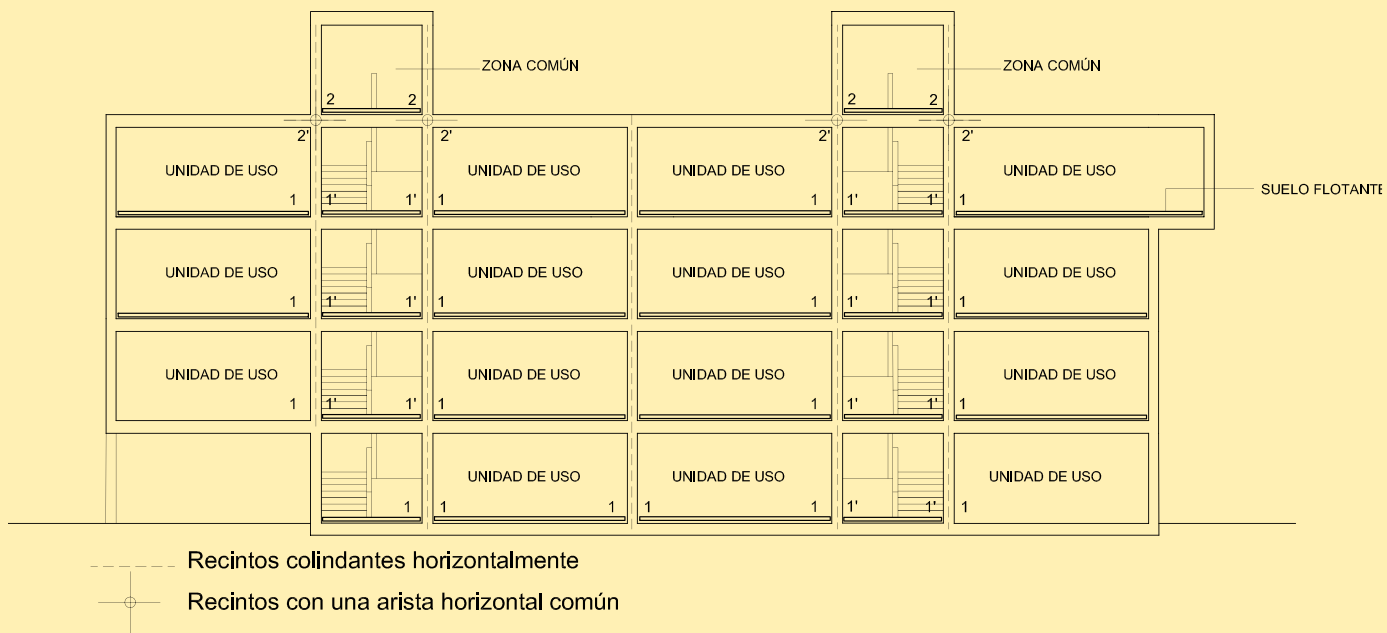 ZONA COMÚN ZONA COMÚN
2 2 2 2
2' 2' 2' 2'
UNIDAD DE USO UNIDAD DE USO UNIDAD DE USO UNIDAD DE USO
SUELO FLOTANTE
1 1' 1' 1 1 1' 1' 1
UNIDAD DE USO UNIDAD DE USO UNIDAD DE USO UNIDAD DE USO
1 1' 1' 1 1 1' 1' 1
UNIDAD DE USO UNIDAD DE USO UNIDAD DE USO UNIDAD DE USO
1 1' 1' 1 1 1' 1' 1
UNIDAD DE USO UNIDAD DE USO UNIDAD DE USO
1 1 1 1 1 1' 1' 1
Recintos colindantes horizontalmente
Recintos con una arista horizontal común